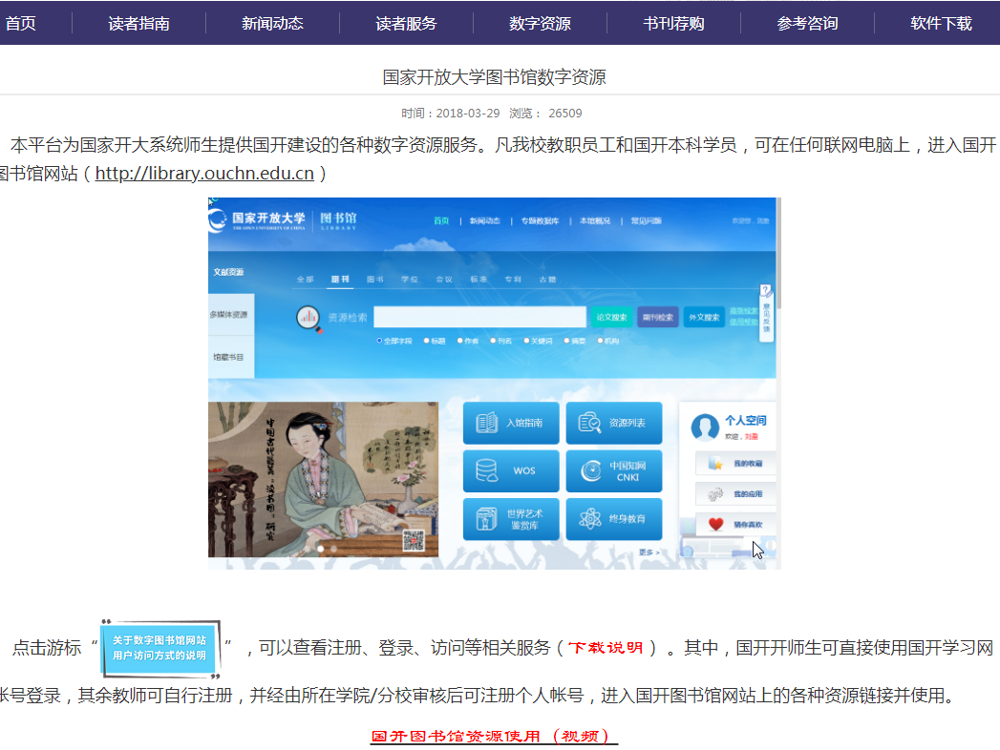 首页 读者指南 新闻动态 读者服务 数字资源 书刊荐购 参考咨询 软件下载
国家开放大学图书馆数字资源
时间：2018-03-29 浏览： 26509
本平台为国家开大系统师生提供国开建设的各种数字资源服务。凡我校教职员工和国开本科学员，可在任何联网电脑上，进入国开
图书馆网站（http://library.ouchn.edu.cn）
国家开放大学 图书馆
THE OPEN UNIVERSITY OF CHINA LIBRARY
首页 | 新闻动态 | 专题数据库 | 本馆概况 | 常见问题
文献资源
全部 期刊 图书 学位 会议 标准 专利 古籍
多媒体资源
资源检索 论文搜索 期刊检索 外文搜索
全部字段 标题 作者 刊名 关键词 摘要 机构
意见反馈
馆藏书目
入馆指南 资源列表
WOS 中国知网
CNKI
世界艺术
鉴赏库
终身教育
更多 >
个人空间
欢迎，刘盈
我的收藏
我的应用
猜你喜欢
点击游标“关于数字图书馆网站
用户访问方式的说明”，可以查看注册、登录、访问等相关服务（下载说明）。其中，国开开师生可直接使用国开学习网
帐号登录，其余教师可自行注册，并经由所在学院/分校审核后可注册个人帐号，进入国开图书馆网站上的各种资源链接并使用。
国开图书馆资源使用（视频）